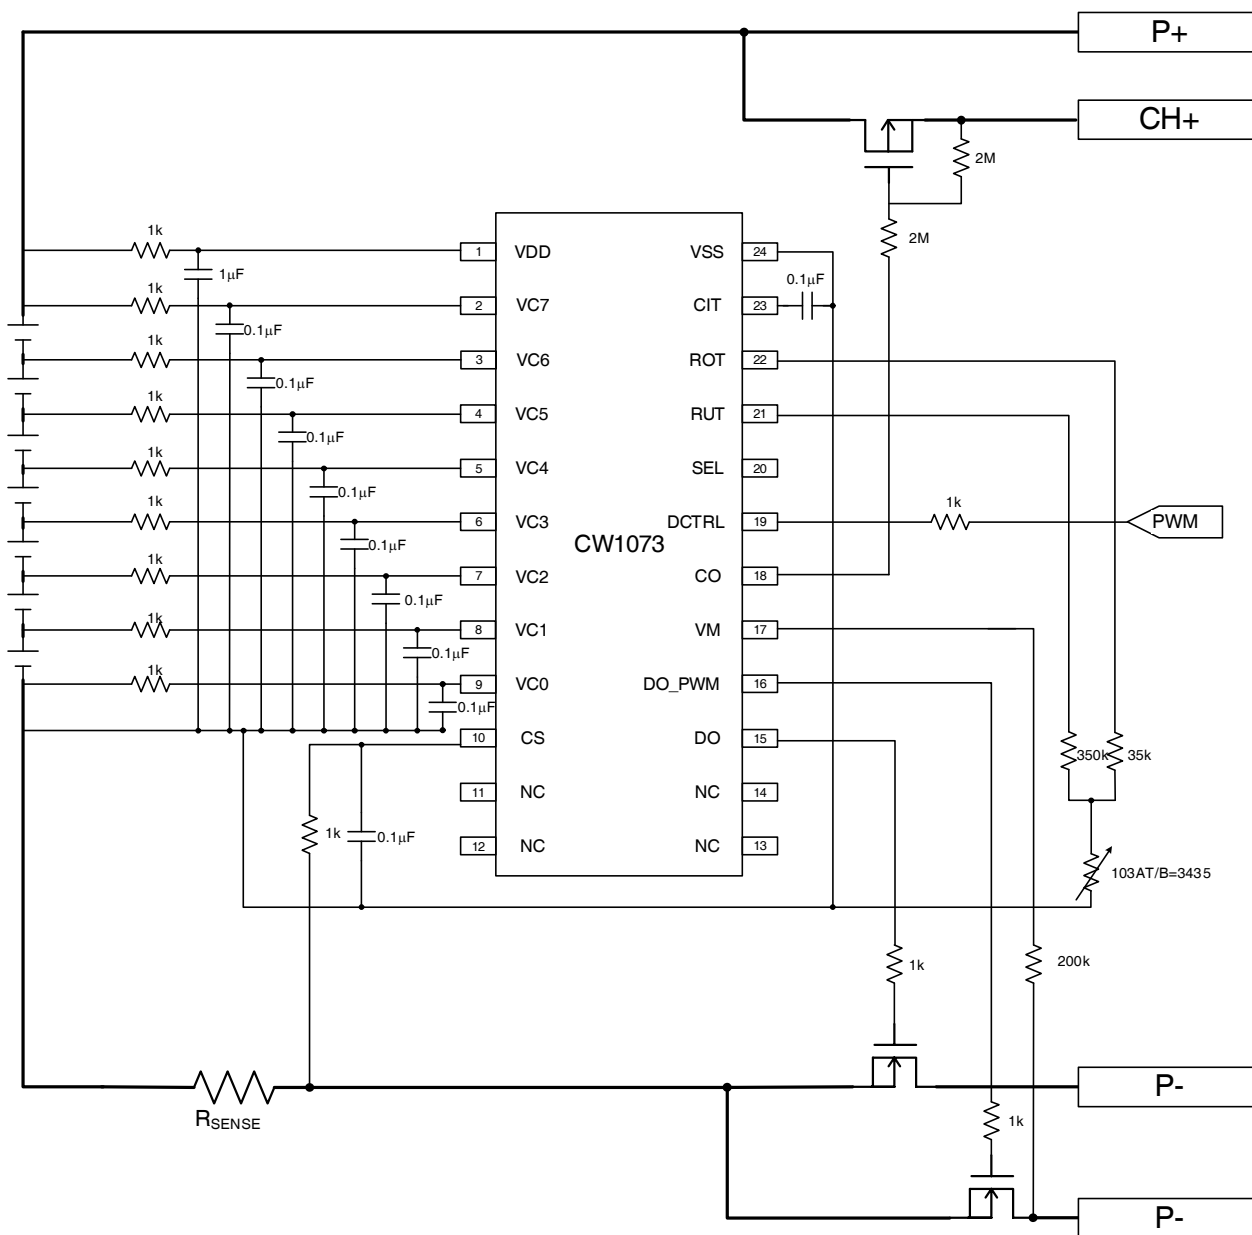 P+
CH+
2M
2M
1k
1 VDD VSS 24
1µF
0.1µF
1k
2 VC7 CIT 23
0.1µF
1k
3 VC6 ROT 22
0.1µF
1k
4 VC5 RUT 21
0.1µF
1k
5 VC4 SEL 20
0.1µF
1k
6 VC3 DCTRL 19
1k
PWM
0.1µF
CW1073
1k
7 VC2 CO 18
0.1µF
1k
8 VC1 VM 17
0.1µF
1k
9 VC0 DO_PWM 16
0.1µF
10 CS DO 15
350k
35k
11 NC NC 14
1k
0.1µF
12 NC NC 13
103AT/B=3435
1k
200k
P-
RSENSE
1k
P-